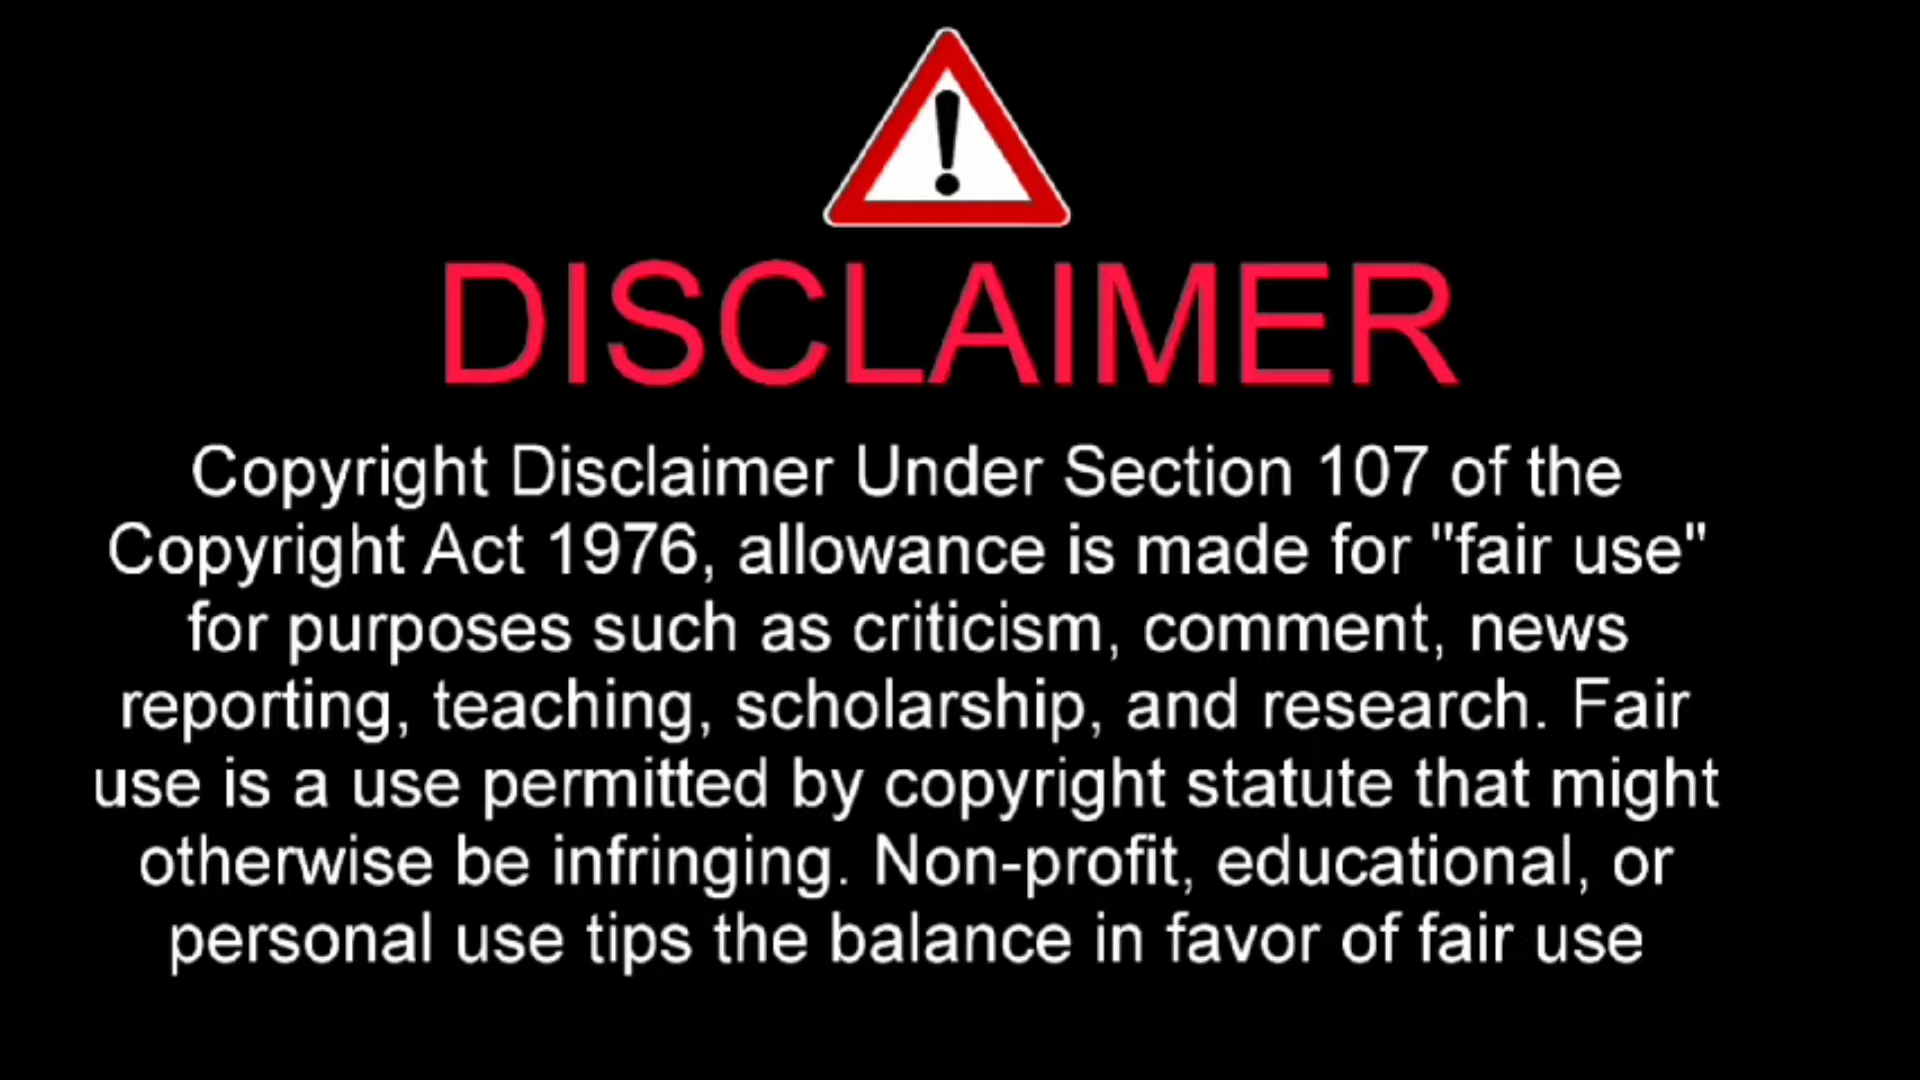 DISCLAIMER
Copyright Disclaimer Under Section 107 of the
Copyright Act 1976, allowance is made for "fair use"
for purposes such as criticism, comment, news
reporting, teaching, scholarship, and research. Fair
use is a use permitted by copyright statute that might
otherwise be infringing. Non-profit, educational, or
personal use tips the balance in favor of fair use